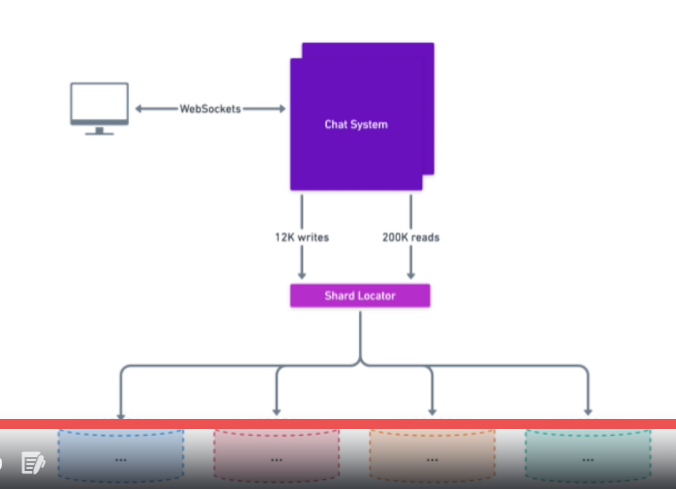 WebSockets
Chat System
12K writes
200K reads
Shard Locator
...
...
...
...